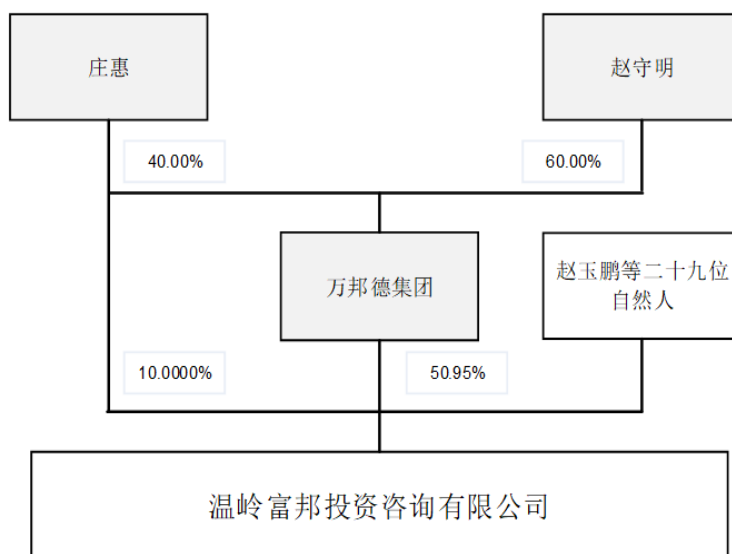 庄惠
赵守明
40.00%
60.00%
万邦德集团
赵玉鹏等二十九位
自然人
10.0000%
50.95%
温岭富邦投资咨询有限公司